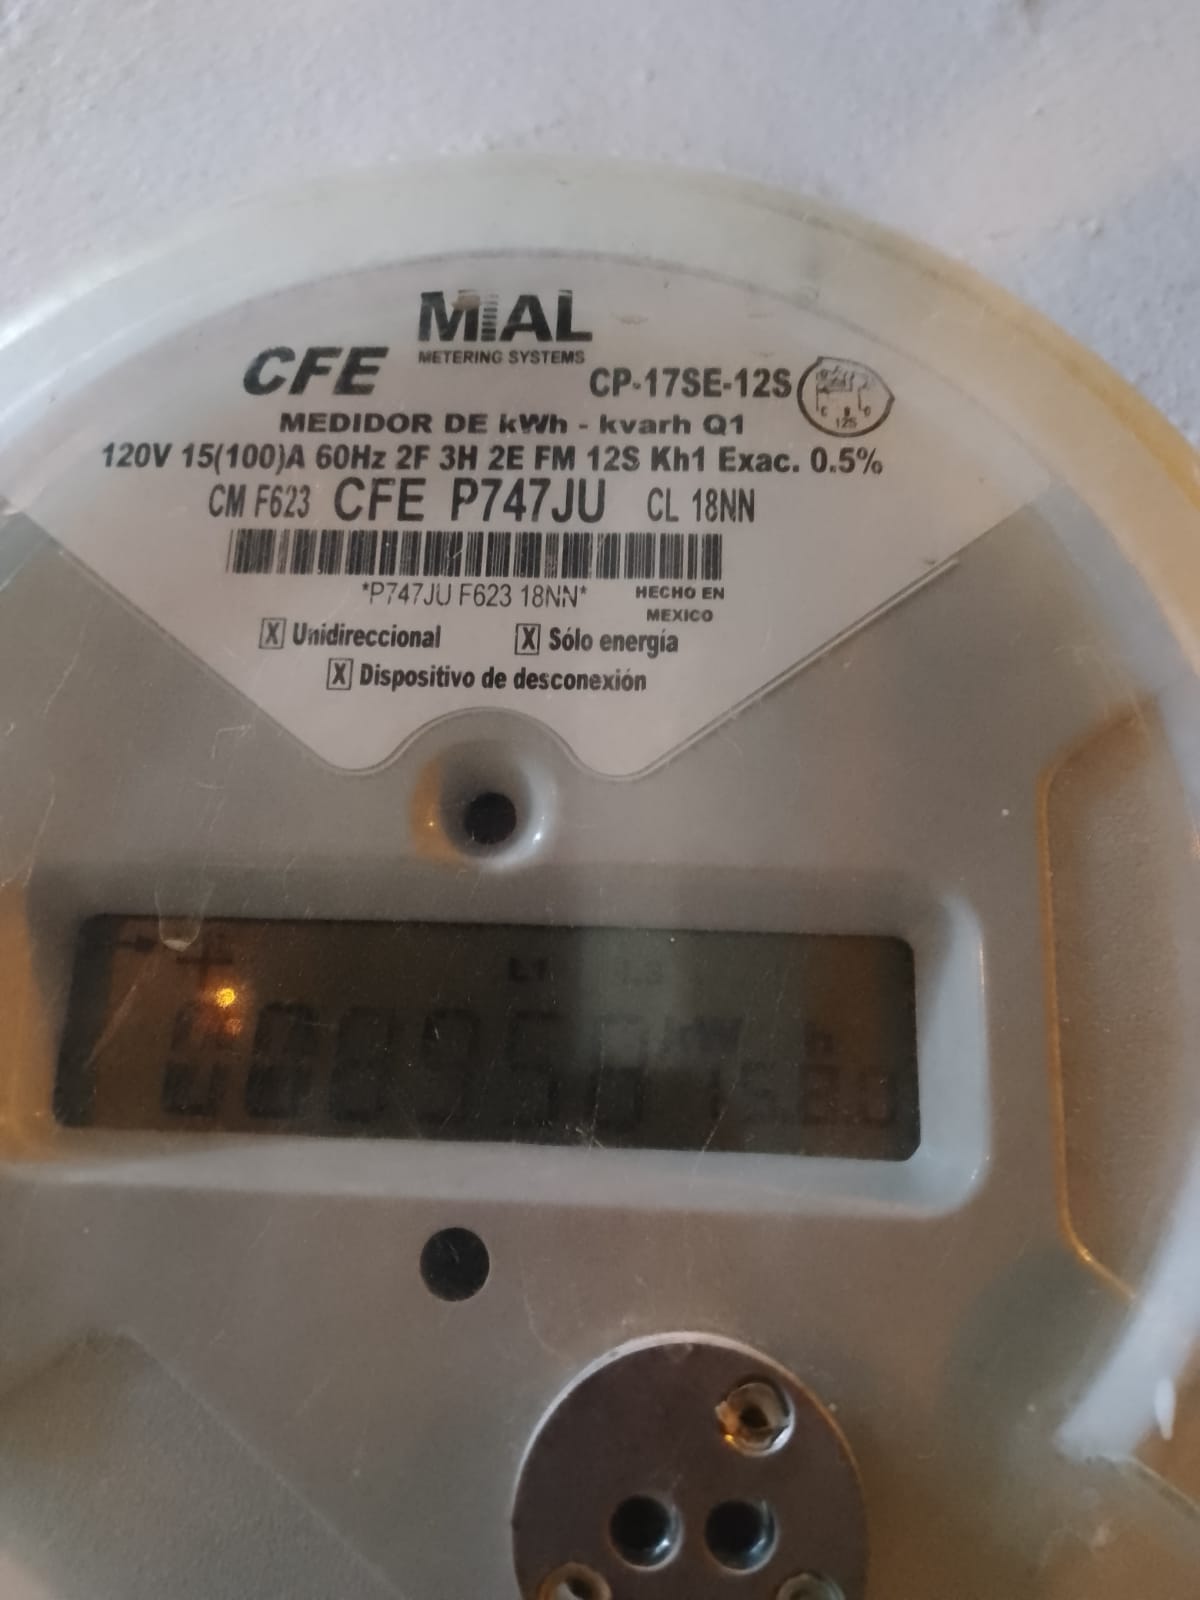 MIAL
METERING SYSTEMS
CFE
CP-17SE-12S
12S
MEDIDOR DE kWh - kvarh Q1
120V 15(100)A 60Hz 2F 3H 2E FM 12S Kh1 Exac. 0.5%
CM F623 CFE P747JU CL 18NN
*P747JU F623 18NN*
HECHO EN
MEXICO
X Unidireccional X Sólo energía
X Dispositivo de desconexión
L1